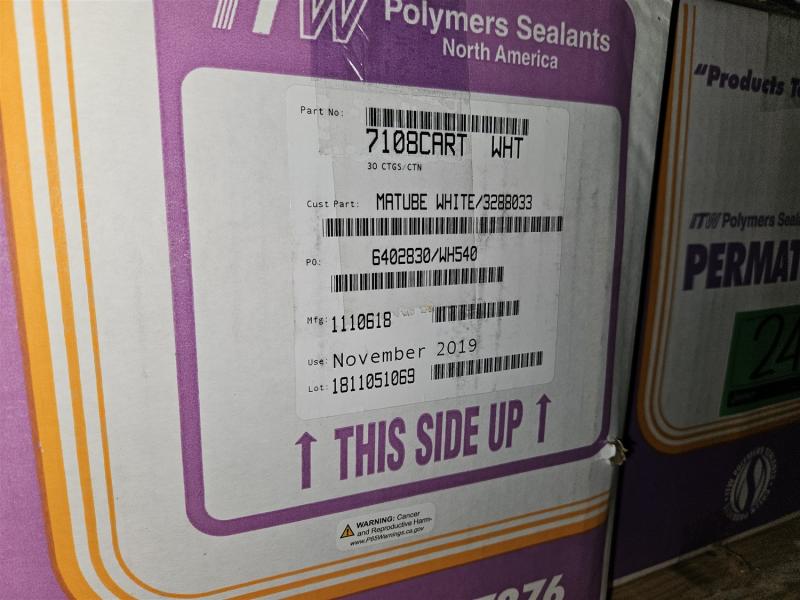 ITW Polymers Sealants
North America
Part No:
7108CART WHT
30 CTGS/CTN
Cust Part: MATUBE WHITE/3288033
PO: 6402830/WH540
Mfg: 1110618
Use: November 2019
Lot: 1811051069
↑ THIS SIDE UP ↑
WARNING: Cancer
and Reproductive Harm-
www.P65Warnings.ca.gov
"Products
ITW Polymers
24